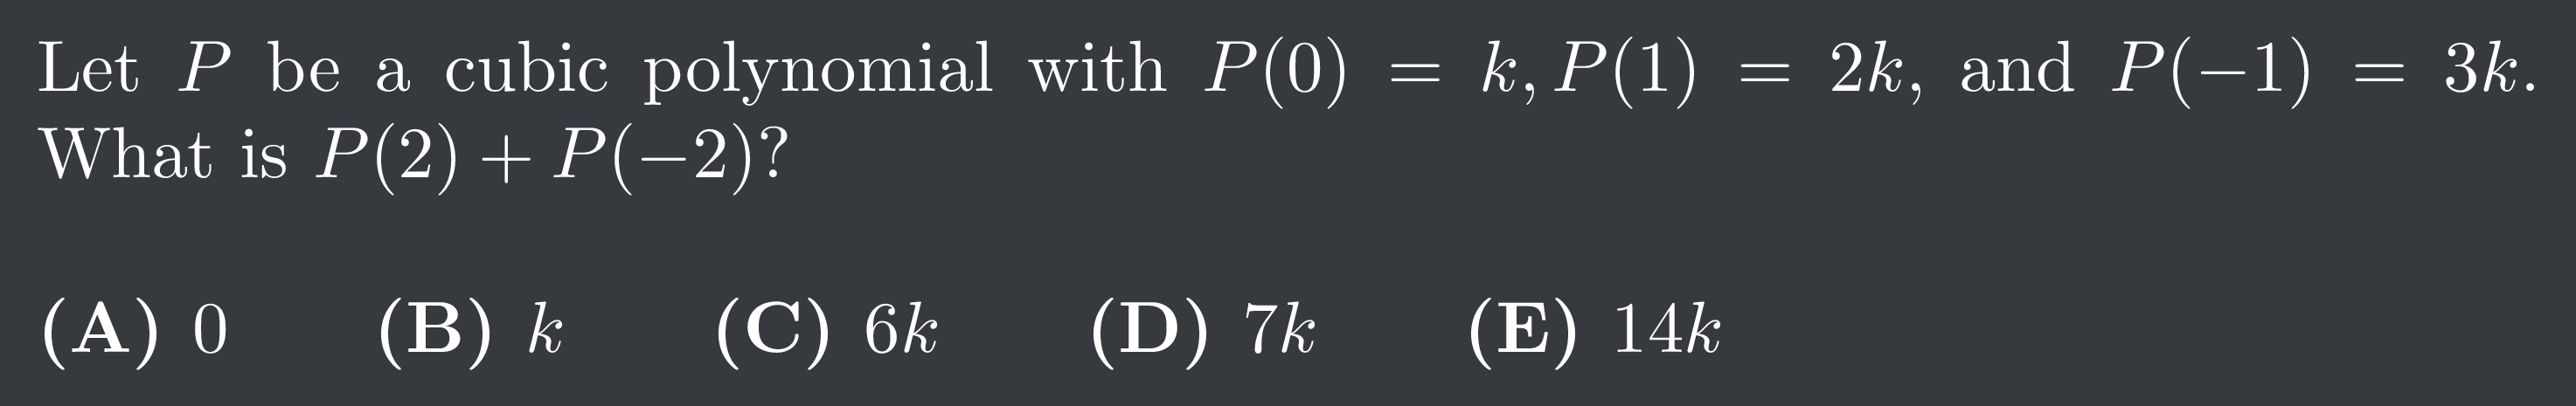 Let P be a cubic polynomial with P(0) = k, P(1) = 2k, and P(−1) = 3k.
What is P(2) + P(−2)?
(A) 0 (B) k (C) 6k (D) 7k (E) 14k